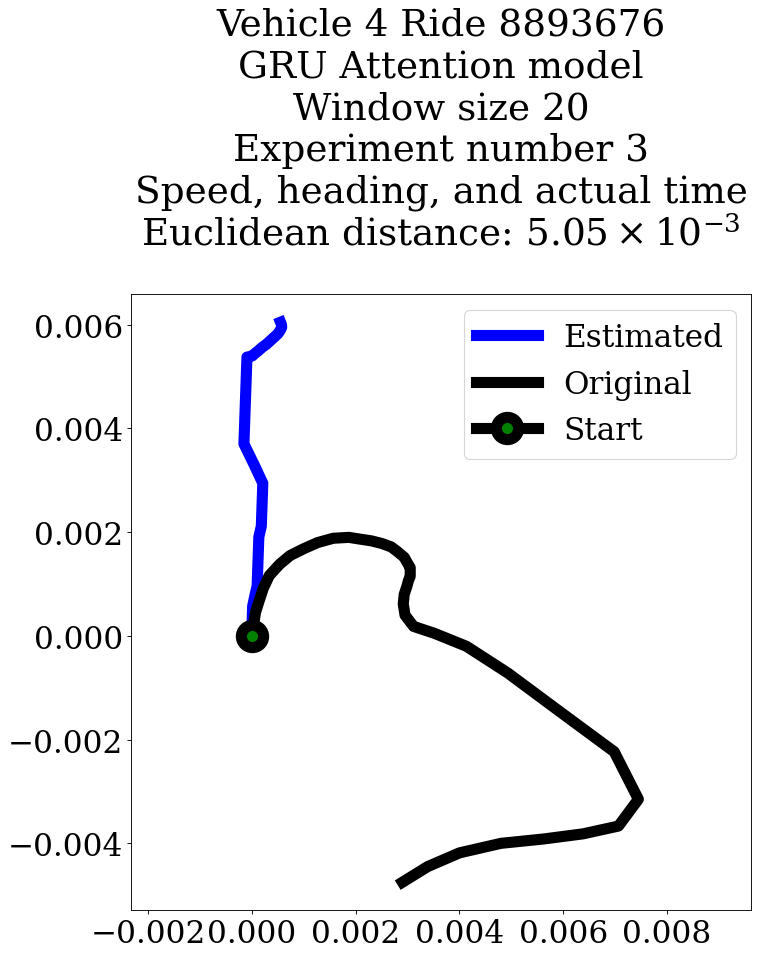 Vehicle 4 Ride 8893676
GRU Attention model
Window size 20
Experiment number 3
Speed, heading, and actual time
Euclidean distance: 5.05 × 10⁻³
Estimated
Original
Start
0.006
0.004
0.002
0.000
−0.002
−0.004
−0.002 0.000 0.002 0.004 0.006 0.008